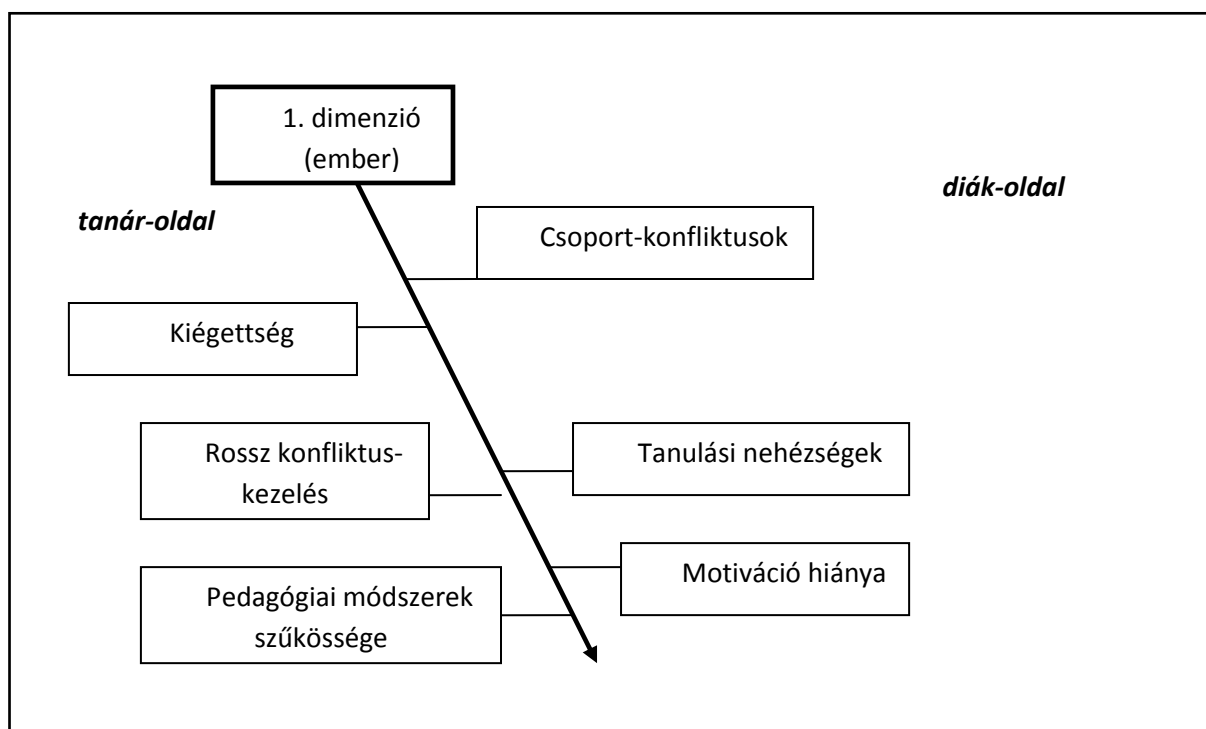 1. dimenzió
(ember)
diák-oldal
tanár-oldal
Csoport-konfliktusok
Kiégettség
Rossz konfliktus-
kezelés
Tanulási nehézségek
Motiváció hiánya
Pedagógiai módszerek
szűkössége